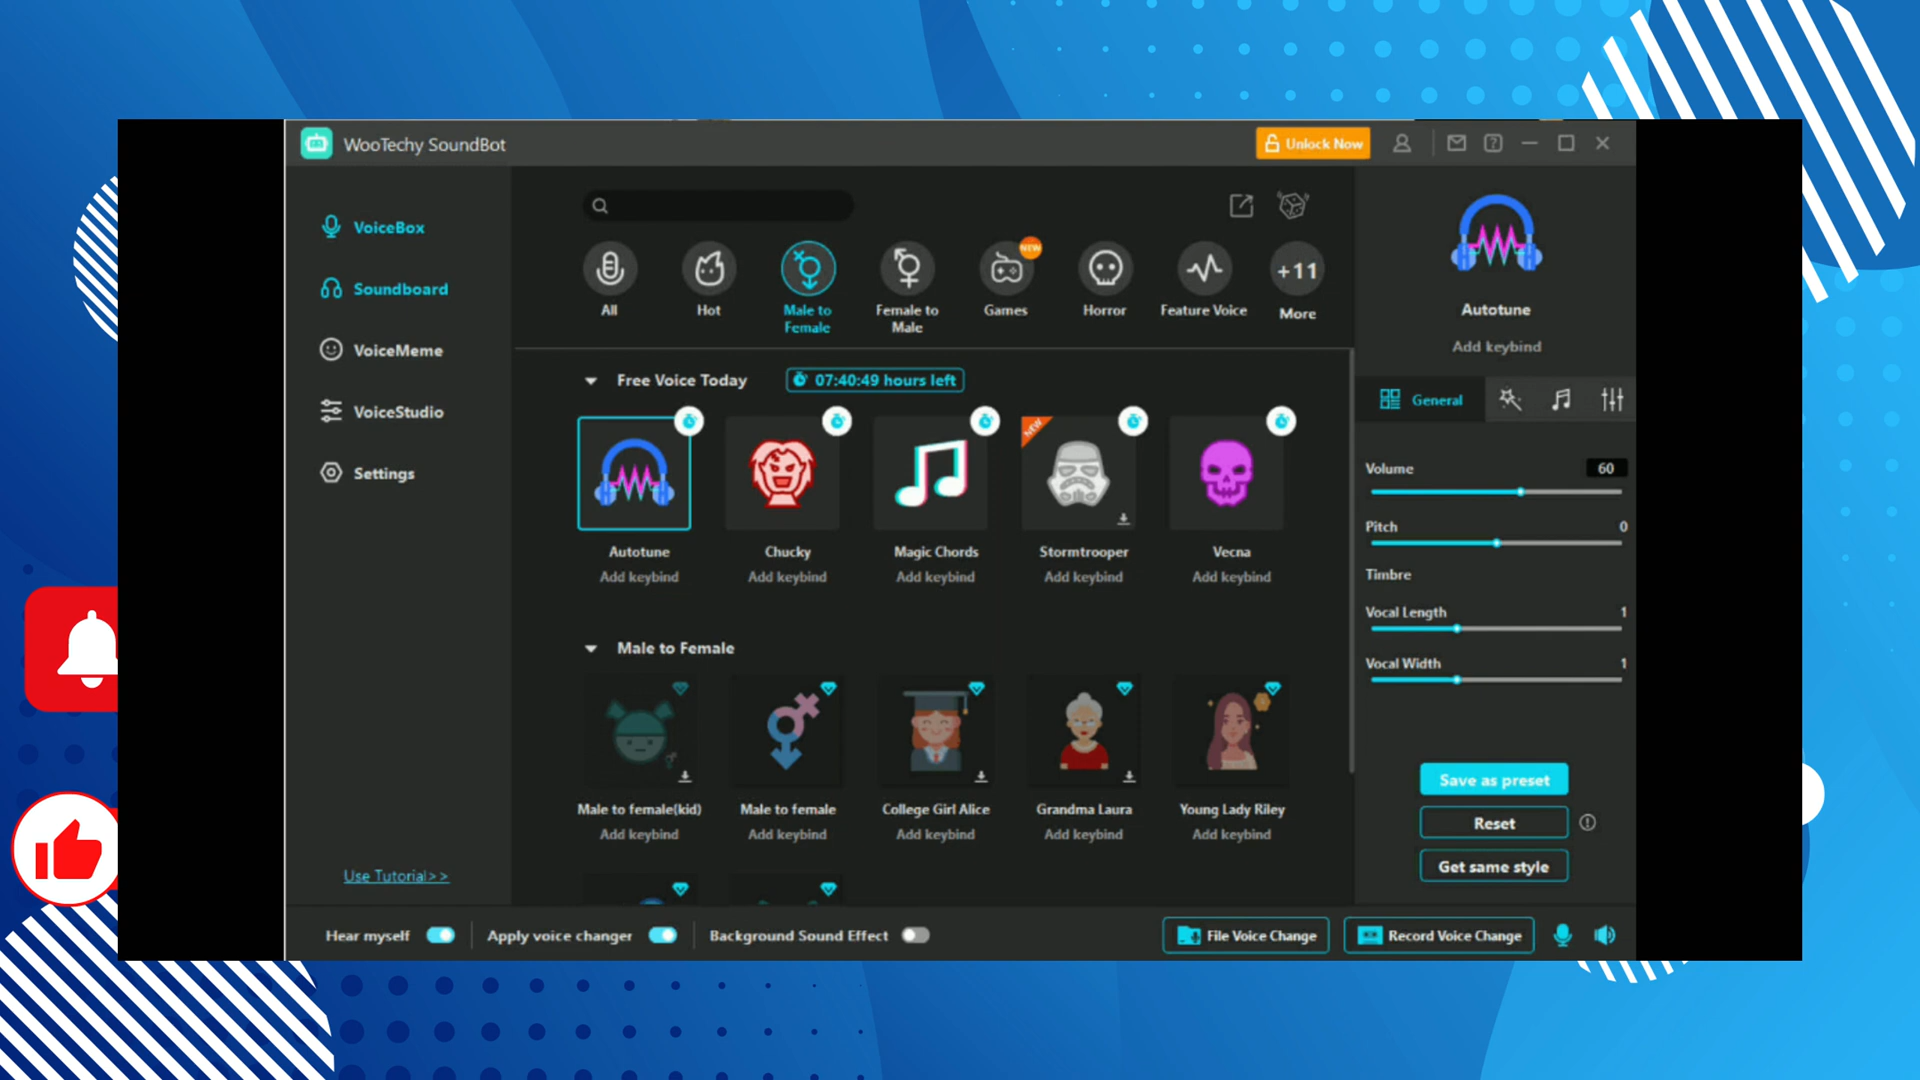 WooTechy SoundBot
Unlock Now
VoiceBox
Soundboard
VoiceMeme
VoiceStudio
Settings
Use Tutorial>>
All
Hot
Male to
Female
Female to
Male
NEW
Games
Horror
Feature Voice
+11
More
Free Voice Today
07:40:49 hours left
NEW
Autotune
Chucky
Magic Chords
Stormtrooper
Vecna
Add keybind
Add keybind
Add keybind
Add keybind
Add keybind
Male to Female
Male to female(kid)
Male to female
College Girl Alice
Grandma Laura
Young Lady Riley
Add keybind
Add keybind
Add keybind
Add keybind
Add keybind
Autotune
Add keybind
General
Volume 60
Pitch 0
Timbre
Vocal Length 1
Vocal Width 1
Save as preset
Reset
Get same style
Hear myself
Apply voice changer
Background Sound Effect
File Voice Change
Record Voice Change